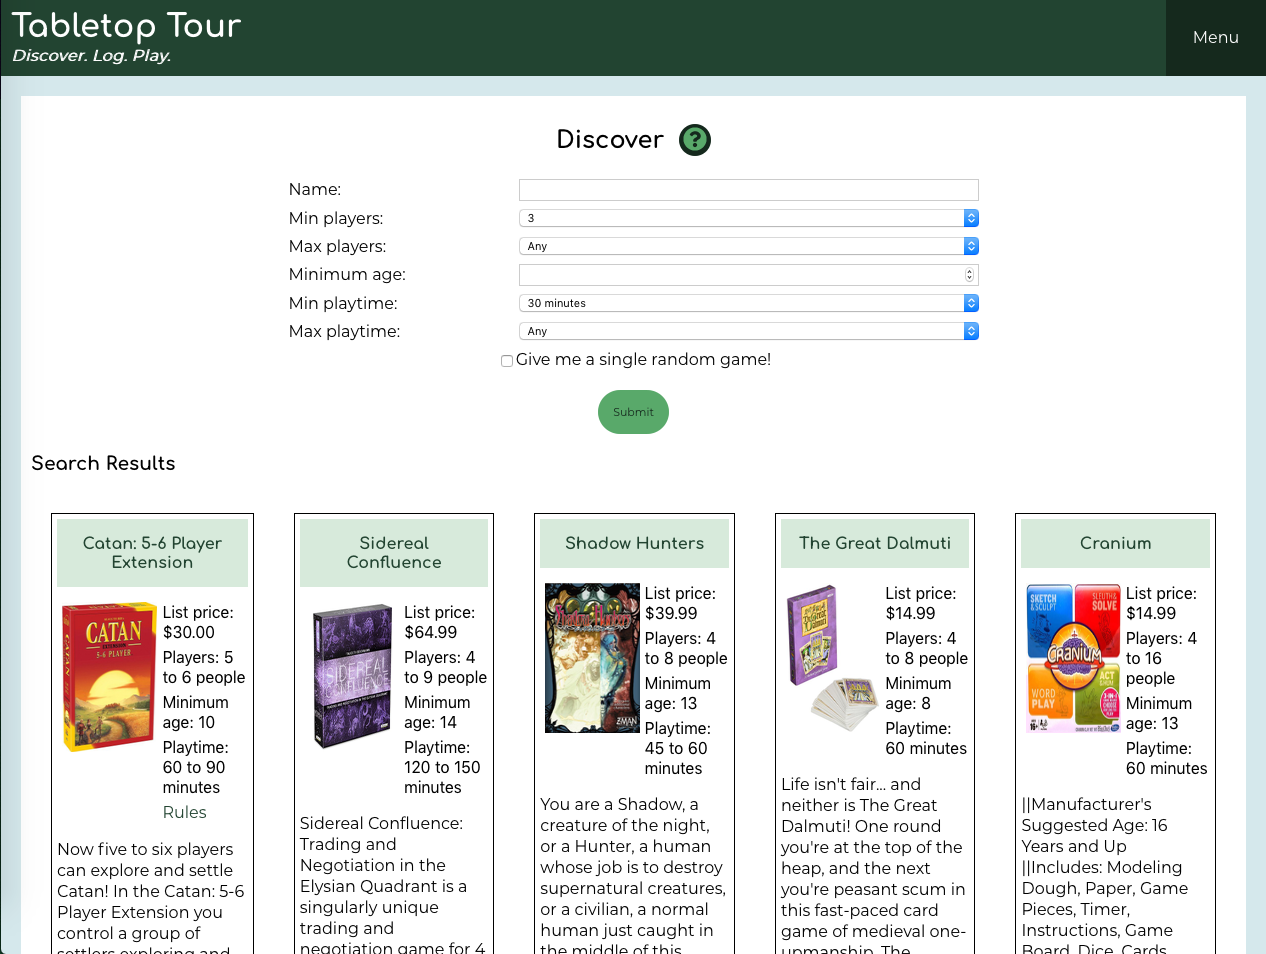 Tabletop Tour
Discover. Log. Play.
Menu
Discover ?
Name:
Min players: 3
Max players: Any
Minimum age:
Min playtime: 30 minutes
Max playtime: Any
Give me a single random game!
Submit
Search Results
Catan: 5-6 Player
Extension
CATAN
EXTENSION
5-6 PLAYER
CATAN
List price:
$30.00
Players: 5
to 6 people
Minimum
age: 10
Playtime:
60 to 90
minutes
Rules
Now five to six players
can explore and settle
Catan! In the Catan: 5-6
Player Extension you
control a group of
settlers exploring and
Sidereal
Confluence
SIDEREAL
CONFLUENCE
List price:
$64.99
Players: 4
to 9 people
Minimum
age: 14
Playtime:
120 to 150
minutes
Sidereal Confluence:
Trading and
Negotiation in the
Elysian Quadrant is a
singularly unique
trading and
negotiation game for 4
Shadow Hunters
Shadow Hunters
ZMAN
List price:
$39.99
Players: 4
to 8 people
Minimum
age: 13
Playtime:
45 to 60
minutes
You are a Shadow, a
creature of the night,
or a Hunter, a human
whose job is to destroy
supernatural creatures,
or a civilian, a normal
human just caught in
the middle of this
The Great Dalmuti
List price:
$14.99
Players: 4
to 8 people
Minimum
age: 8
Playtime:
60 minutes
Life isn't fair... and
neither is The Great
Dalmuti! One round
you're at the top of the
heap, and the next
you're peasant scum in
this fast-paced card
game of medieval one-
upmanship. The
Cranium
SKETCH
& SCULPT
SLEUTH &
SOLVE
CRANIUM
WORD
PLAY
ACT
List price:
$14.99
Players: 4
to 16
people
Minimum
age: 13
Playtime:
60 minutes
||Manufacturer's
Suggested Age: 16
Years and Up
||Includes: Modeling
Dough, Paper, Game
Pieces, Timer,
Instructions, Game
Board, Dice, Cards